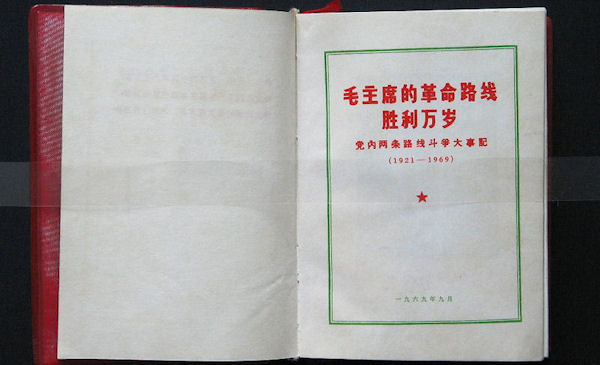 毛主席的革命路线
胜利万岁
党内两条路线斗争大事記
(1921—1969)
一九六九年九月